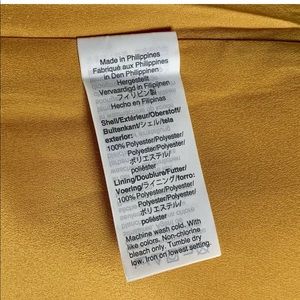 Made in Philippines
Fabriqué aux Philippines
in Den Philippinen
Hergestellt
Vervaardigd in Filipijnen
フィリピン製
Hecho en Filipinas
Shell/Extérieur/Oberstoff/
Buitenkant/シェル/tela
exterior:
100% Polyester/Polyester/
Polyester/Polyester/
ポリエステル/
poliéster
Lining/Doublure/Futter/
Voering/ライニング/forro:
100% Polyester/Polyester/
Polyester/Polyester/
ポリエステル/
poliéster
Machine wash cold. With
like colors. Non-chlorine
bleach only. Tumble dry
low. Iron on lowest setting.